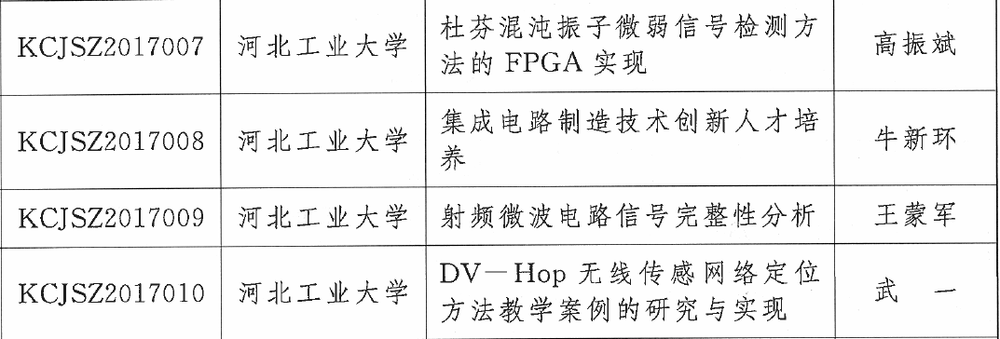 KCJSZ2017007 河北工业大学 杜芬混沌振子微弱信号检测方
法的 FPGA 实现 高振斌
KCJSZ2017008 河北工业大学 集成电路制造技术创新人才培
养 牛新环
KCJSZ2017009 河北工业大学 射频微波电路信号完整性分析 王蒙军
KCJSZ2017010 河北工业大学 DV—Hop 无线传感网络定位
方法教学案例的研究与实现 武 一